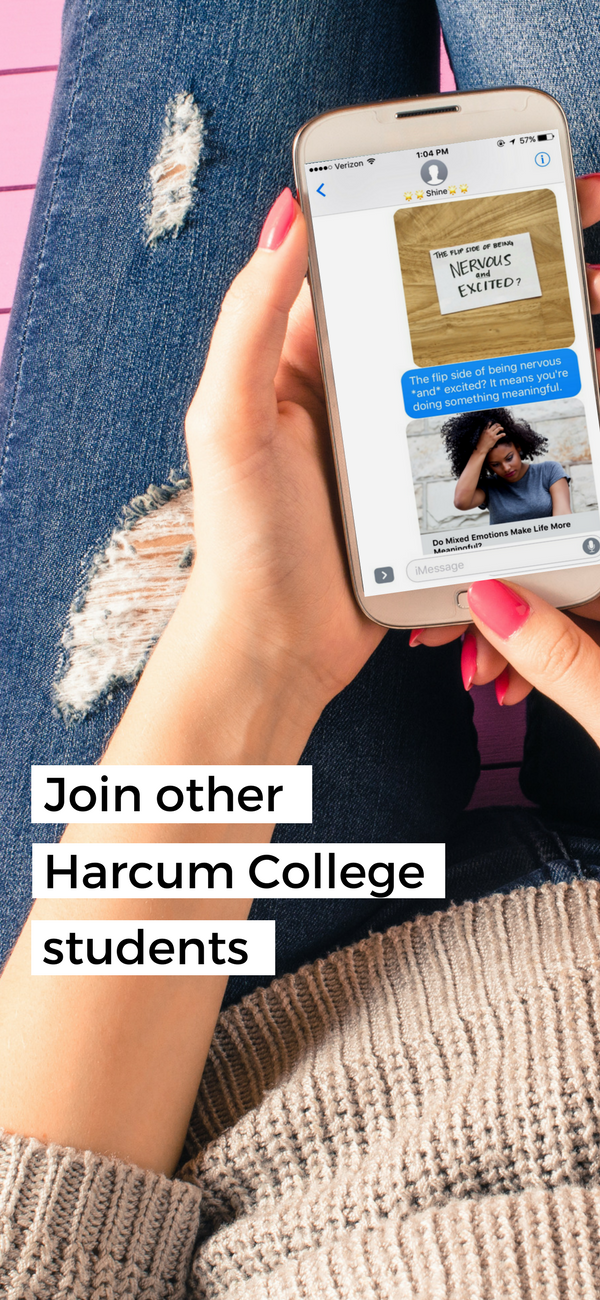 Verizon 1:04 PM 57%
Shine
THE FLIP SIDE OF BEING
NERVOUS
and
EXCITED?
The flip side of being nervous
*and* excited? It means you're
doing something meaningful.
Do Mixed Emotions Make Life More
Meaningful?
iMessage
Join other
Harcum College
students